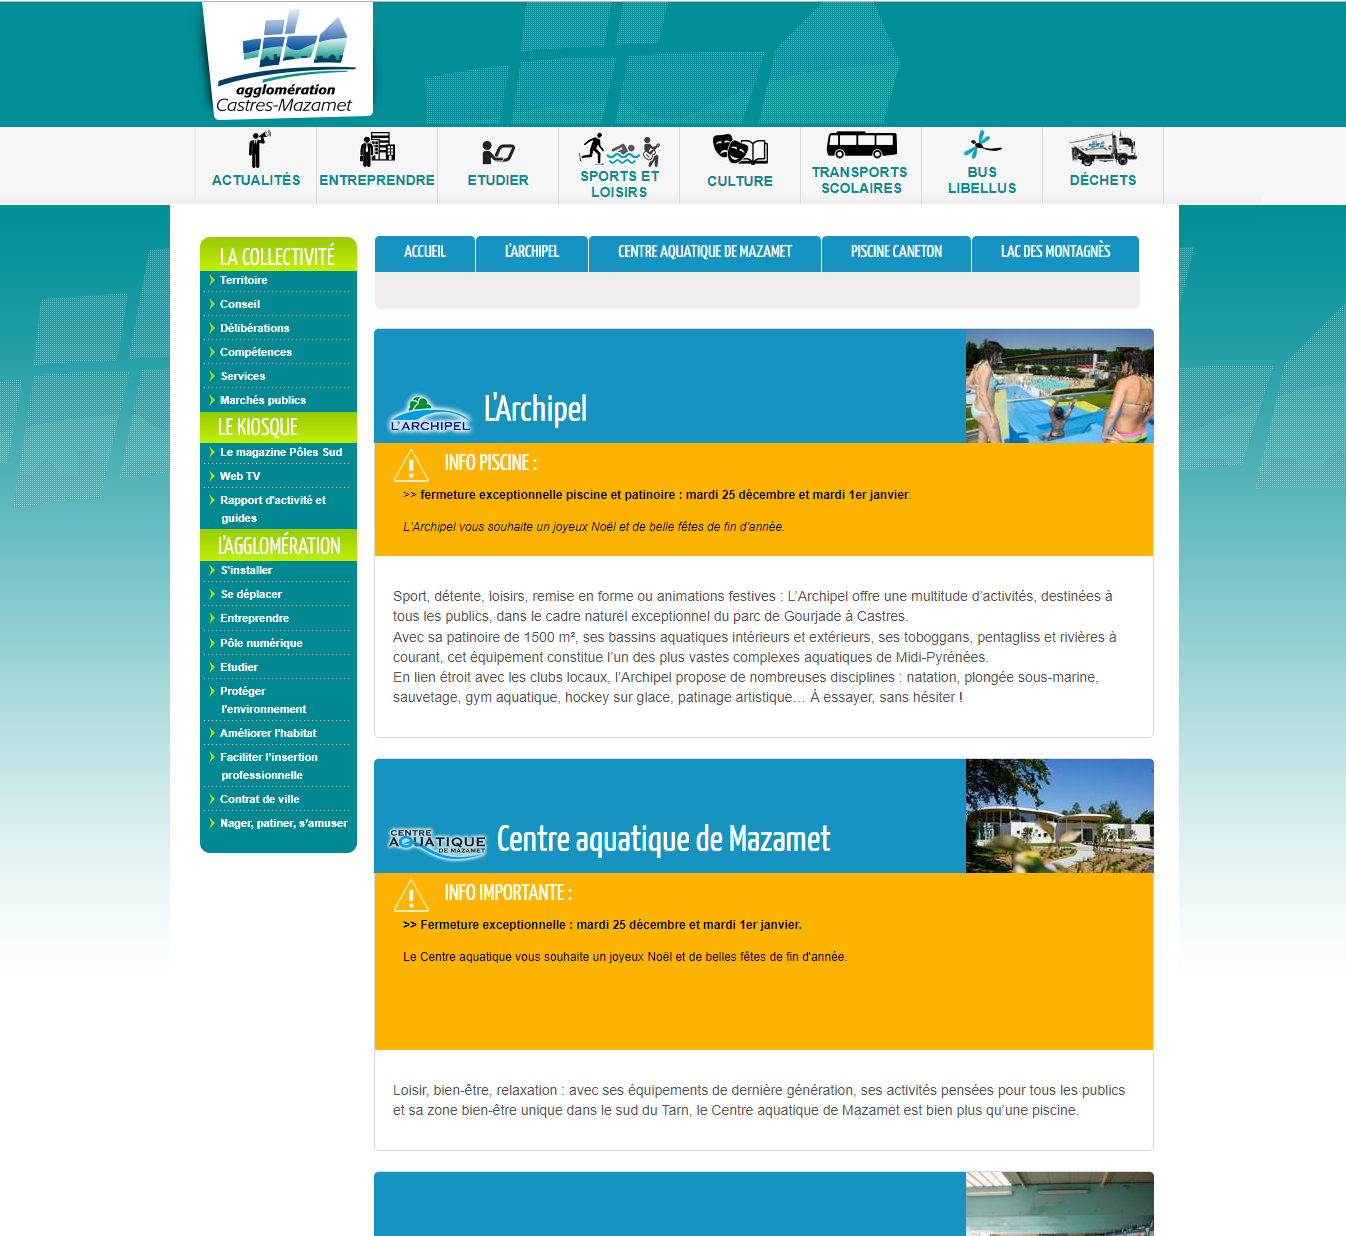 agglomération
Castres-Mazamet
ACTUALITÉS
ENTREPRENDRE
ETUDIER
SPORTS ET
LOISIRS
CULTURE
TRANSPORTS
SCOLAIRES
BUS
LIBELLUS
DÉCHETS
LA COLLECTIVITÉ
Territoire
Conseil
Délibérations
Compétences
Services
Marchés publics
LE KIOSQUE
Le magazine Pôles Sud
Web TV
Rapport d'activité et
guides
L'AGGLOMÉRATION
S'installer
Se déplacer
Entreprendre
Pôle numérique
Etudier
Protéger
l'environnement
Améliorer l'habitat
Faciliter l’insertion
professionnelle
Contrat de ville
Nager, patiner, s’amuser
ACCUEIL
L'ARCHIPEL
CENTRE AQUATIQUE DE MAZAMET
PISCINE CANETON
LAC DES MONTAGNÈS
L'ARCHIPEL
L'Archipel
INFO PISCINE :
>> fermeture exceptionnelle piscine et patinoire : mardi 25 décembre et mardi 1er janvier.
L'Archipel vous souhaite un joyeux Noël et de belle fêtes de fin d'année.
Sport, détente, loisirs, remise en forme ou animations festives : L’Archipel offre une multitude d’activités, destinées à
tous les publics, dans le cadre naturel exceptionnel du parc de Gourjade à Castres.
Avec sa patinoire de 1500 m², ses bassins aquatiques intérieurs et extérieurs, ses toboggans, pentagliss et rivières à
courant, cet équipement constitue l’un des plus vastes complexes aquatiques de Midi-Pyrénées.
En lien étroit avec les clubs locaux, l’Archipel propose de nombreuses disciplines : natation, plongée sous-marine,
sauvetage, gym aquatique, hockey sur glace, patinage artistique… À essayer, sans hésiter !
CENTRE
AQUATIQUE
DE MAZAMET
Centre aquatique de Mazamet
INFO IMPORTANTE :
>> Fermeture exceptionnelle : mardi 25 décembre et mardi 1er janvier.
Le Centre aquatique vous souhaite un joyeux Noël et de belles fêtes de fin d'année.
Loisir, bien-être, relaxation : avec ses équipements de dernière génération, ses activités pensées pour tous les publics
et sa zone bien-être unique dans le sud du Tarn, le Centre aquatique de Mazamet est bien plus qu’une piscine.